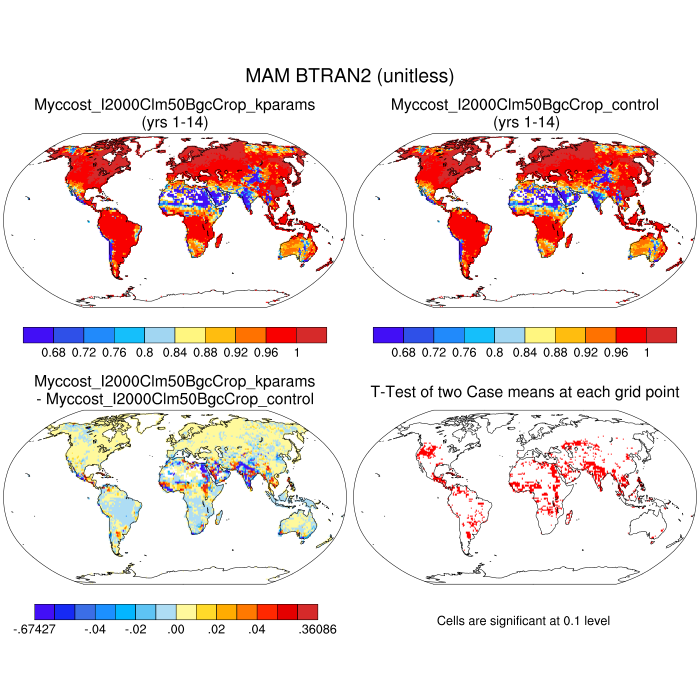 MAM BTRAN2 (unitless)
Myccost_I2000Clm50BgcCrop_kparams
(yrs 1-14)
Myccost_I2000Clm50BgcCrop_control
(yrs 1-14)
0.68 0.72 0.76 0.8 0.84 0.88 0.92 0.96 1
0.68 0.72 0.76 0.8 0.84 0.88 0.92 0.96 1
Myccost_I2000Clm50BgcCrop_kparams
- Myccost_I2000Clm50BgcCrop_control
T-Test of two Case means at each grid point
-.67427 -.04 -.02 .00 .02 .04 .36086
Cells are significant at 0.1 level